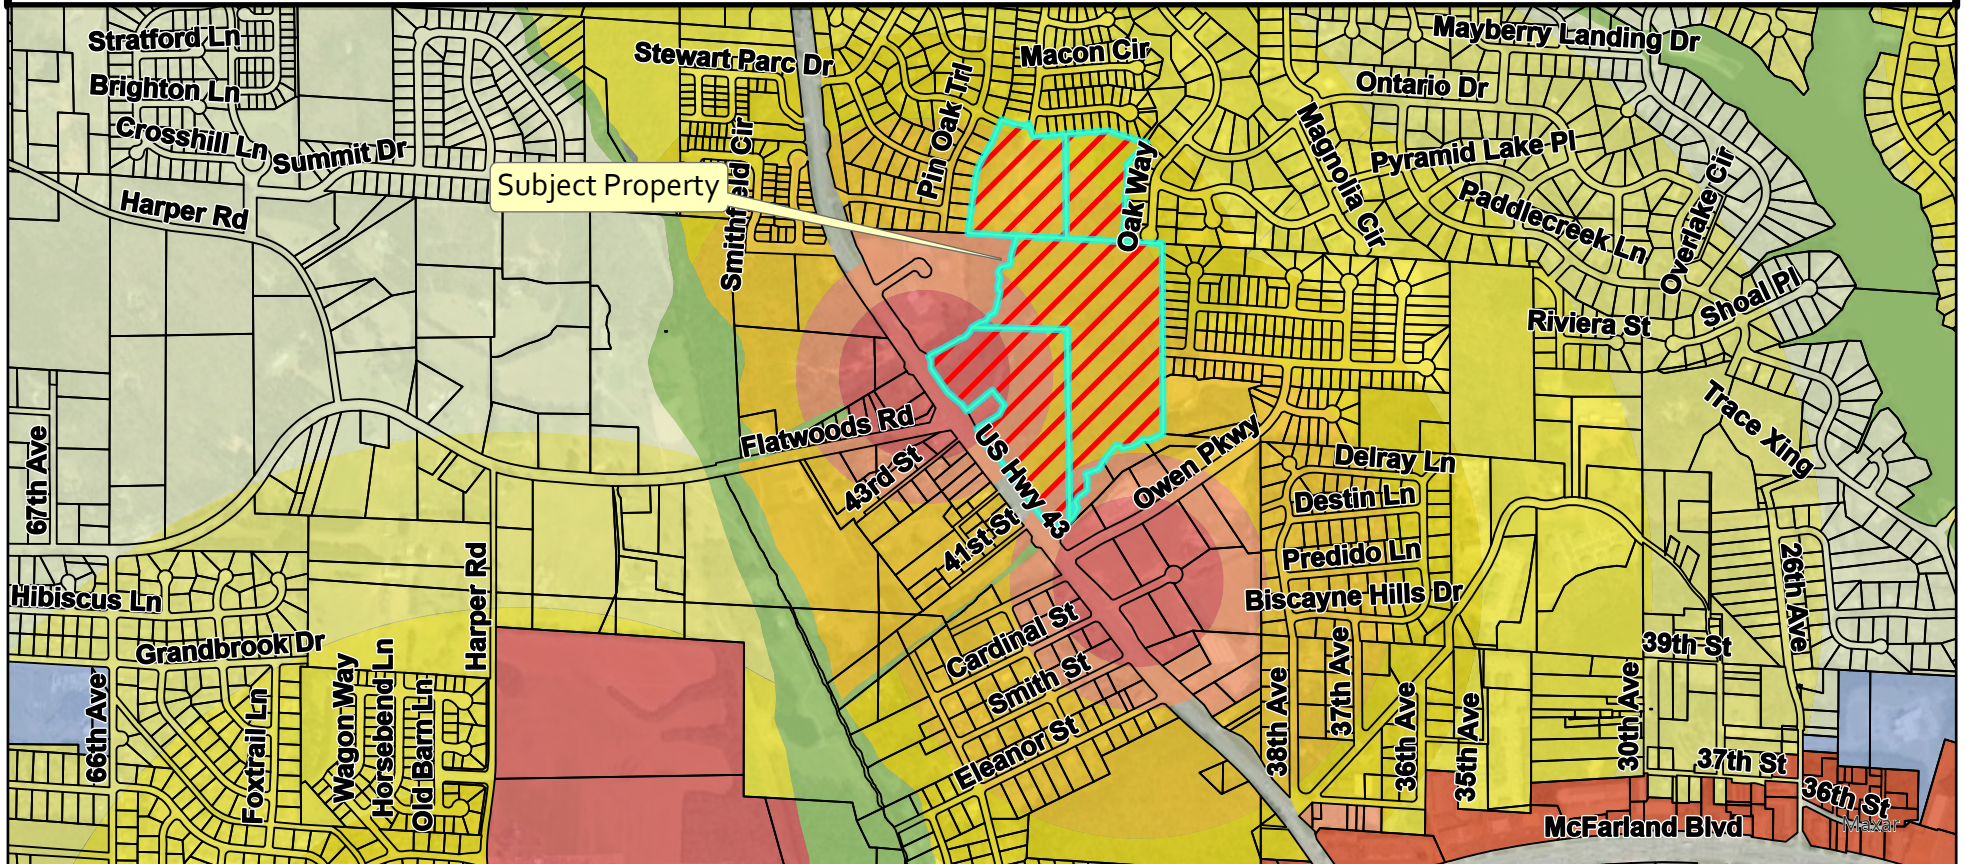 Stratford Ln
Brighton Ln
Crosshill Ln
Summit Dr
Harper Rd
Stewart Parc Dr
Smithfield Cir
Subject Property
Pin Oak Trl
Macon Cir
Oak Way
Mayberry Landing Dr
Ontario Dr
Magnolia Cir
Pyramid Lake Pl
Paddlecreek Ln
Overlake Cir
Shoal Pl
Riviera St
Trace Xing
67th Ave
Flatwoods Rd
43rd St
41st St
US Hwy 43
Owen Pkwy
Delray Ln
Destin Ln
Predido Ln
Biscayne Hills Dr
Hibiscus Ln
Grandbrook Dr
66th Ave
Foxtrail Ln
Wagon Way
Horsebend Ln
Old Barn Ln
Harper Rd
Cardinal St
Smith St
Eleanor St
38th Ave
37th Ave
36th Ave
35th Ave
30th Ave
39th St
26th Ave
37th St
36th St
McFarland Blvd
Maxar